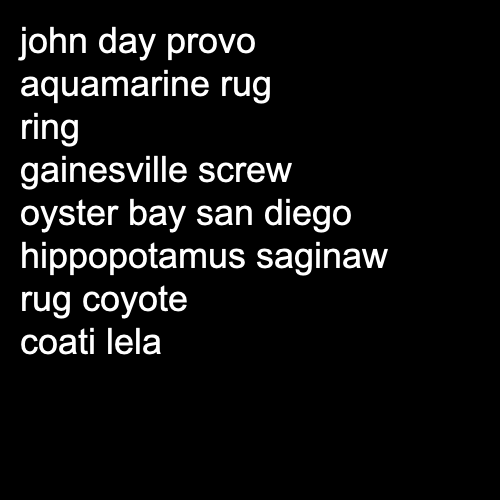 john day provo
aquamarine rug
ring
gainesville screw
oyster bay san diego
hippopotamus saginaw
rug coyote
coati lela